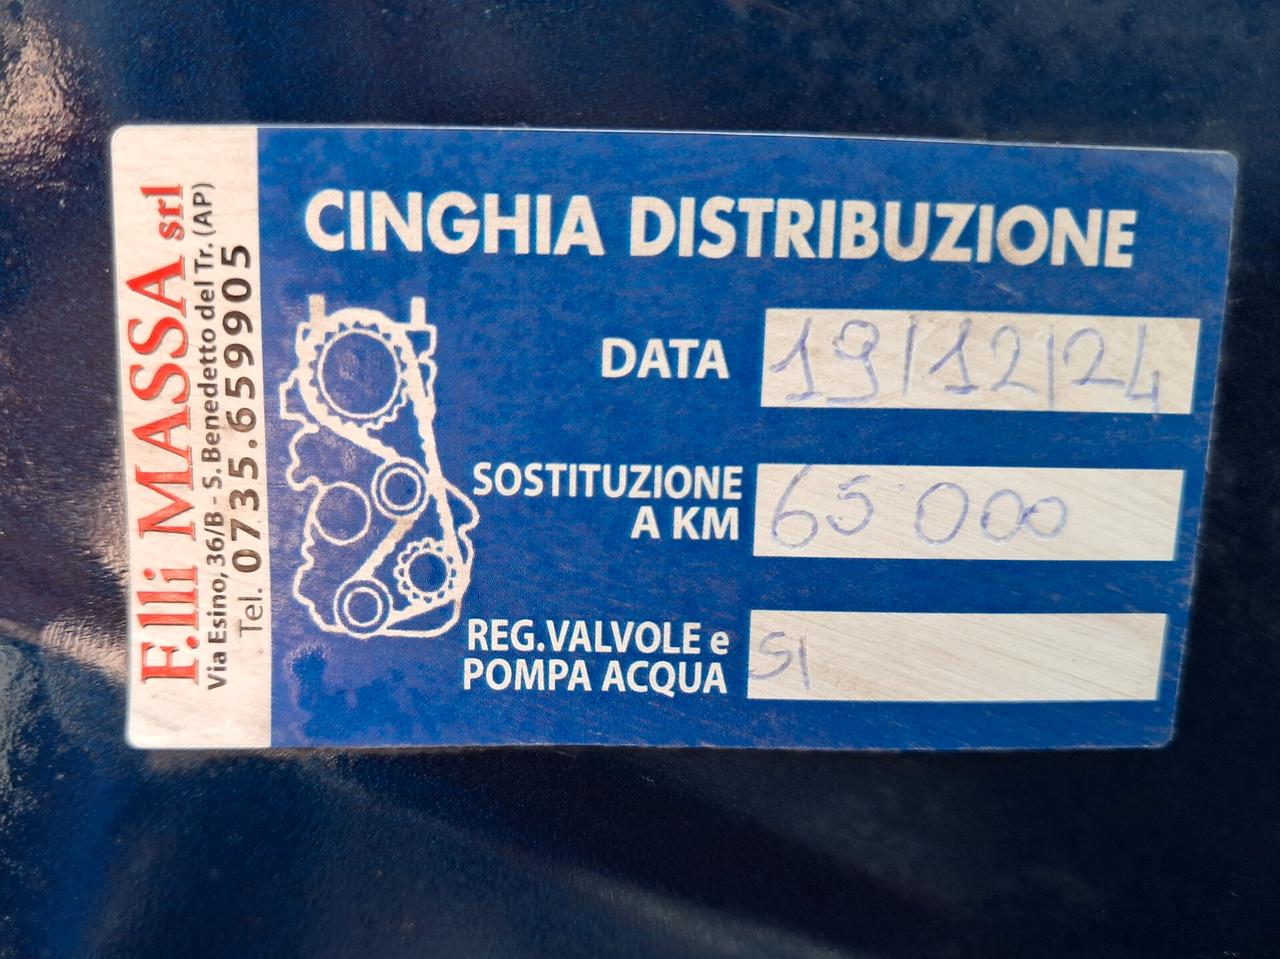 F.lli MASSA srl
Via Esino, 36/B - S. Benedetto del Tr. (AP)
Tel. 0735.659905
CINGHIA DISTRIBUZIONE
DATA 19/12/24
SOSTITUZIONE
A KM 65 000
REG.VALVOLE e
POMPA ACQUA SI